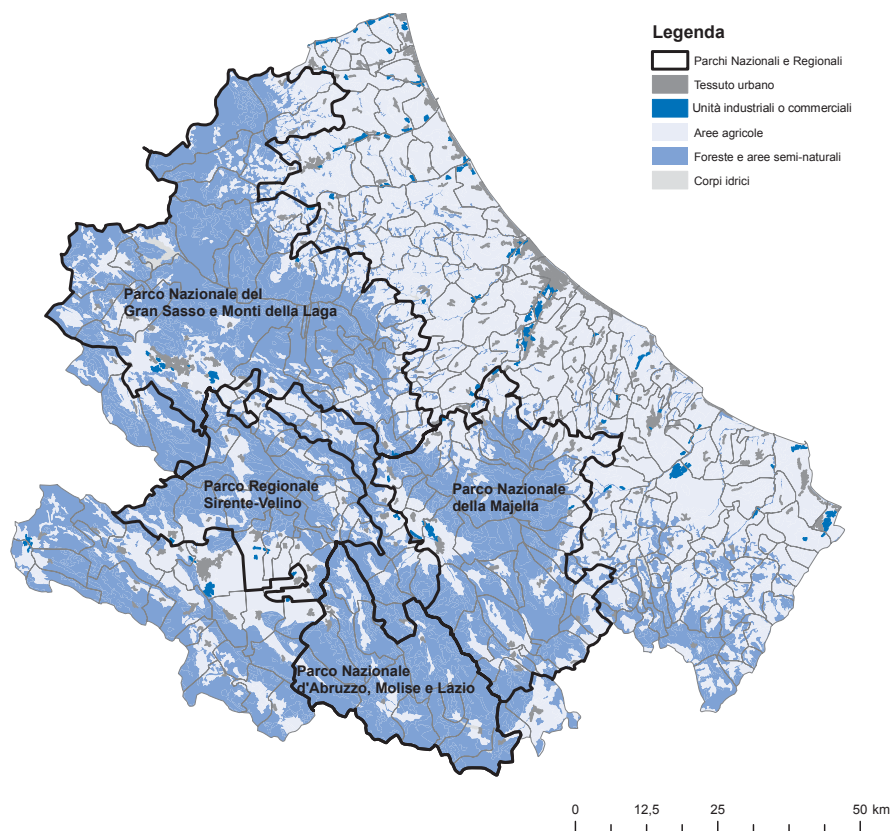 Legenda
Parchi Nazionali e Regionali
Tessuto urbano
Unità industriali o commerciali
Aree agricole
Foreste e aree semi-naturali
Corpi idrici
Parco Nazionale del
Gran Sasso e Monti della Laga
Parco Regionale
Sirente-Velino
Parco Nazionale
della Majella
Parco Nazionale
d'Abruzzo, Molise e Lazio
0 12,5 25 50 km